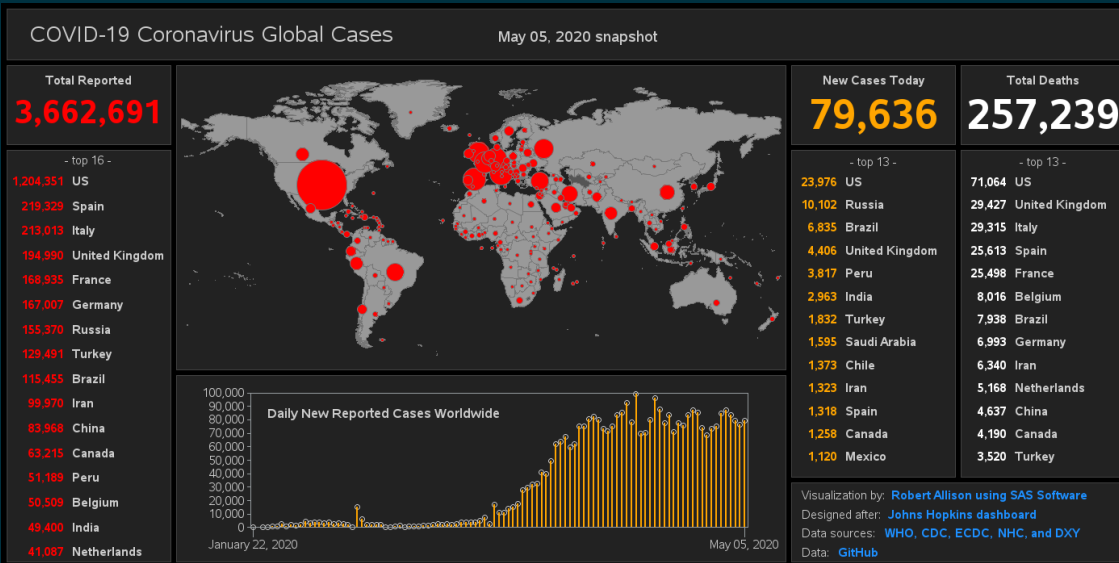 COVID-19 Coronavirus Global Cases
May 05, 2020 snapshot
Total Reported
3,662,691
- top 16 -
1,204,351 US
219,329 Spain
213,013 Italy
194,990 United Kingdom
168,935 France
167,007 Germany
155,370 Russia
129,491 Turkey
115,455 Brazil
99,970 Iran
83,968 China
63,215 Canada
51,189 Peru
50,509 Belgium
49,400 India
41,087 Netherlands
Daily New Reported Cases Worldwide
100,000
90,000
80,000
70,000
60,000
50,000
40,000
30,000
20,000
10,000
0
January 22, 2020
May 05, 2020
New Cases Today
79,636
- top 13 -
23,976 US
10,102 Russia
6,835 Brazil
4,406 United Kingdom
3,817 Peru
2,963 India
1,832 Turkey
1,595 Saudi Arabia
1,373 Chile
1,323 Iran
1,318 Spain
1,258 Canada
1,120 Mexico
Total Deaths
257,239
- top 13 -
71,064 US
29,427 United Kingdom
29,315 Italy
25,613 Spain
25,498 France
8,016 Belgium
7,938 Brazil
6,993 Germany
6,340 Iran
5,168 Netherlands
4,637 China
4,190 Canada
3,520 Turkey
Visualization by: Robert Allison using SAS Software
Designed after: Johns Hopkins dashboard
Data sources: WHO, CDC, ECDC, NHC, and DXY
Data: GitHub